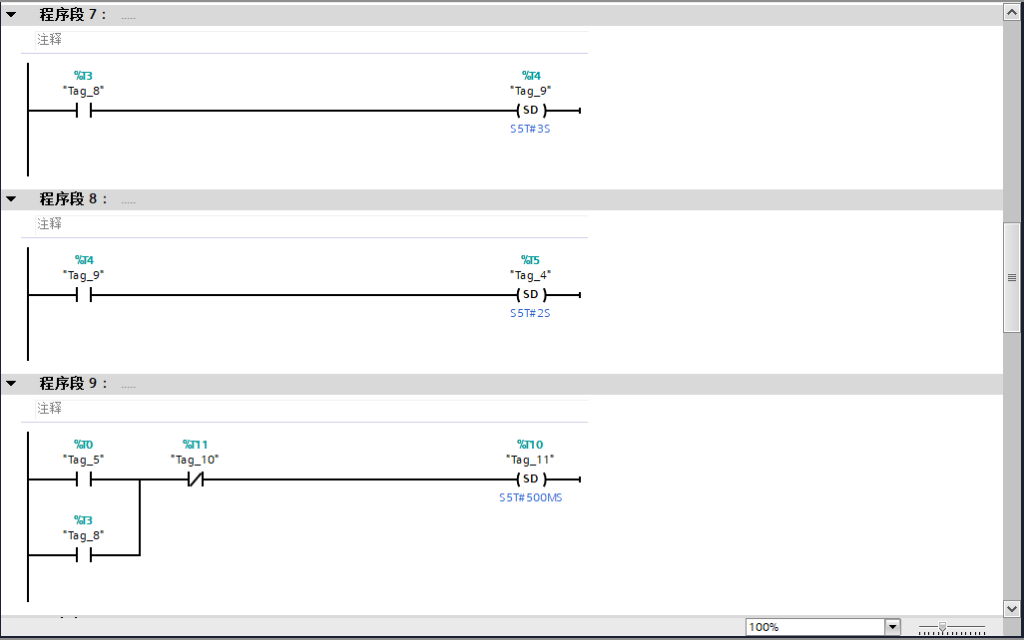 程序段 7： .....
注释
%T3 %T4
"Tag_8" "Tag_9"
SD
S5T#3S
程序段 8： .....
注释
%T4 %T5
"Tag_9" "Tag_4"
SD
S5T#2S
程序段 9： .....
注释
%T0 %T11 %T10
"Tag_5" "Tag_10" "Tag_11"
SD
S5T#500MS
%T3
"Tag_8"
100%